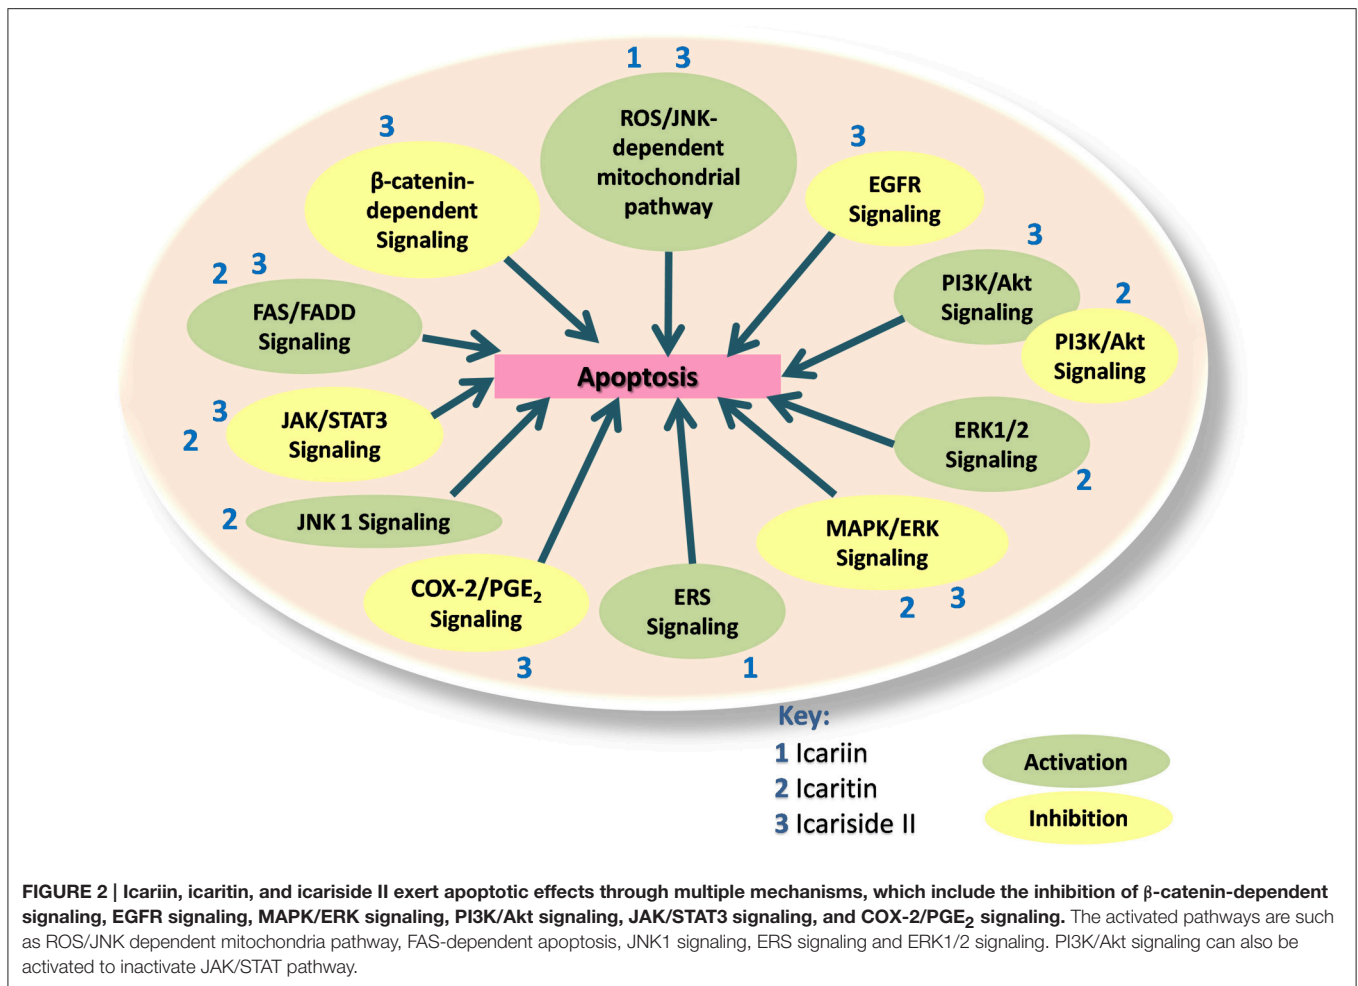 1 3
ROS/JNK-
dependent
mitochondrial
pathway
3
β-catenin-
dependent
Signaling
3
EGFR
Signaling
3
PI3K/Akt
Signaling
2
PI3K/Akt
Signaling
2 3
FAS/FADD
Signaling
Apoptosis
3
2
JAK/STAT3
Signaling
ERK1/2
Signaling
2
2
JNK 1 Signaling
MAPK/ERK
Signaling
2 3
COX-2/PGE₂
Signaling
3
ERS
Signaling
1
Key:
1 Icariin
2 Icaritin
3 Icariside II
Activation
Inhibition
FIGURE 2 | Icariin, icaritin, and icariside II exert apoptotic effects through multiple mechanisms, which include the inhibition of β-catenin-dependent
signaling, EGFR signaling, MAPK/ERK signaling, PI3K/Akt signaling, JAK/STAT3 signaling, and COX-2/PGE₂ signaling. The activated pathways are such
as ROS/JNK dependent mitochondria pathway, FAS-dependent apoptosis, JNK1 signaling, ERS signaling and ERK1/2 signaling. PI3K/Akt signaling can also be
activated to inactivate JAK/STAT pathway.